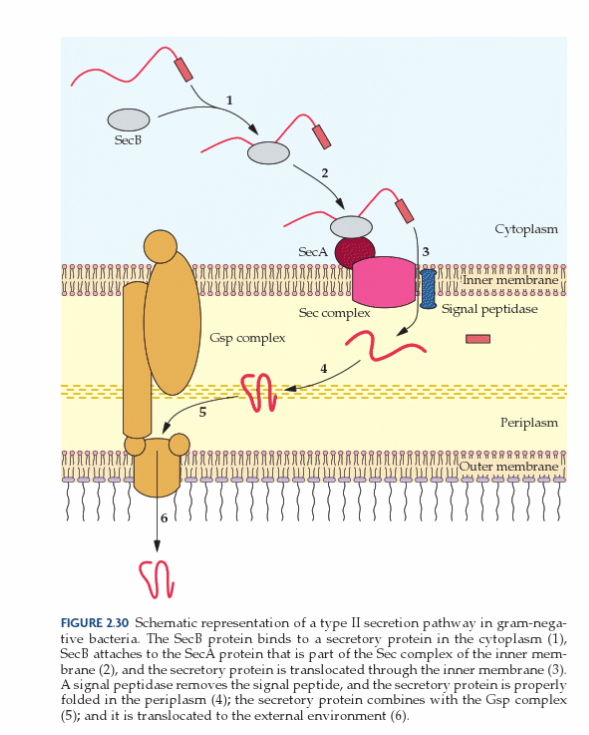 1
SecB
2
Cytoplasm
SecA
3
Inner membrane
Sec complex
Signal peptidase
Gsp complex
4
5
Periplasm
Outer membrane
6
FIGURE 2.30 Schematic representation of a type II secretion pathway in gram-nega-
tive bacteria. The SecB protein binds to a secretory protein in the cytoplasm (1),
SecB attaches to the SecA protein that is part of the Sec complex of the inner mem-
brane (2), and the secretory protein is translocated through the inner membrane (3).
A signal peptidase removes the signal peptide, and the secretory protein is properly
folded in the periplasm (4); the secretory protein combines with the Gsp complex
(5); and it is translocated to the external environment (6).